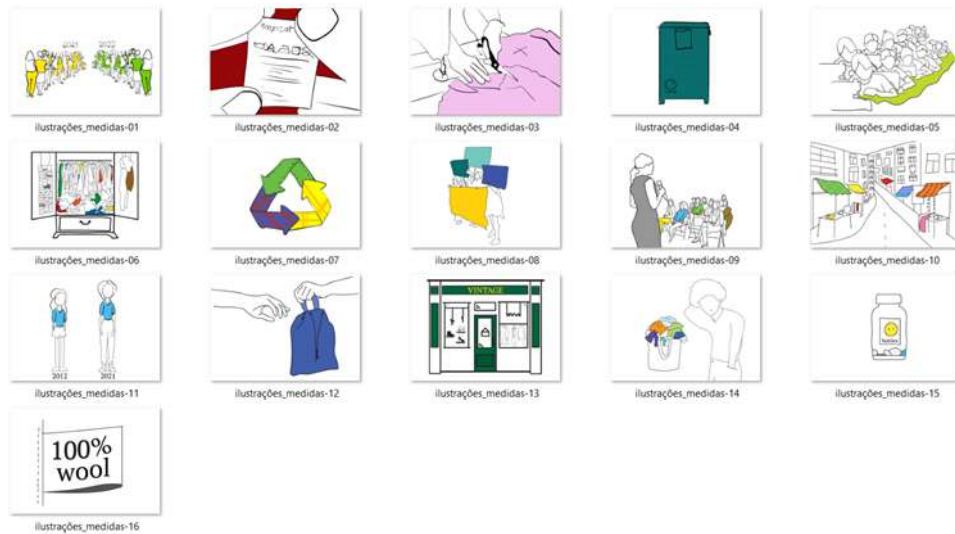 2021 2022
ilustrações_medidas-01
ilustrações_medidas-02
ilustrações_medidas-03
ilustrações_medidas-04
ilustrações_medidas-05
ilustrações_medidas-06
ilustrações_medidas-07
ilustrações_medidas-08
ilustrações_medidas-09
ilustrações_medidas-10
2012 2021
ilustrações_medidas-11
ilustrações_medidas-12
VINTAGE
ilustrações_medidas-13
ilustrações_medidas-14
ilustrações_medidas-15
100%
wool
ilustrações_medidas-16